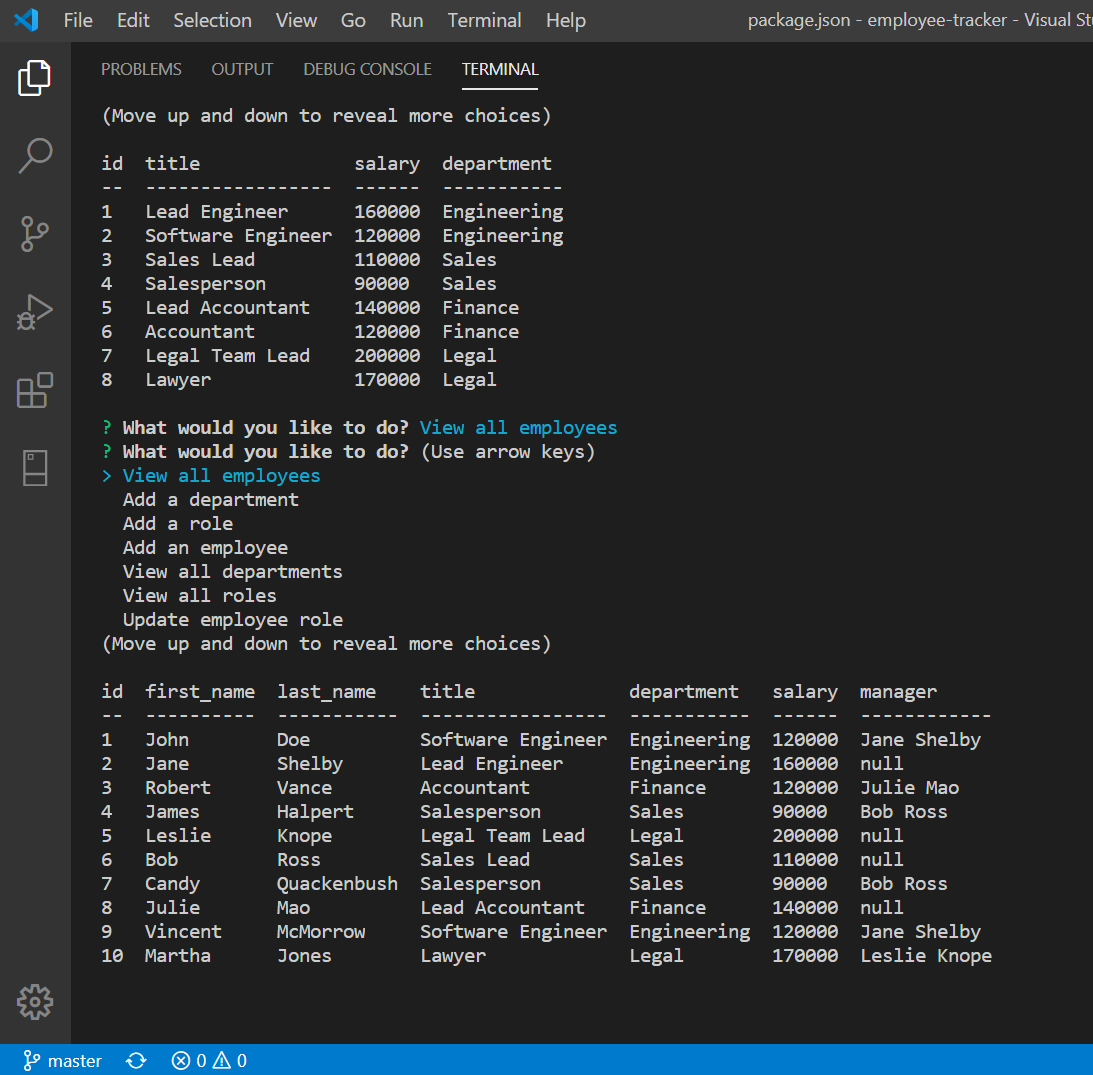 File Edit Selection View Go Run Terminal Help package.json - employee-tracker - Visual
PROBLEMS OUTPUT DEBUG CONSOLE TERMINAL
(Move up and down to reveal more choices)
id title salary department
-- ----------------- ------ -----------
1 Lead Engineer 160000 Engineering
2 Software Engineer 120000 Engineering
3 Sales Lead 110000 Sales
4 Salesperson 90000 Sales
5 Lead Accountant 140000 Finance
6 Accountant 120000 Finance
7 Legal Team Lead 200000 Legal
8 Lawyer 170000 Legal
? What would you like to do? View all employees
? What would you like to do? (Use arrow keys)
> View all employees
Add a department
Add a role
Add an employee
View all departments
View all roles
Update employee role
(Move up and down to reveal more choices)
id first_name last_name title department salary manager
-- ---------- ----------- ----------------- ----------- ------ ------------
1 John Doe Software Engineer Engineering 120000 Jane Shelby
2 Jane Shelby Lead Engineer Engineering 160000 null
3 Robert Vance Accountant Finance 120000 Julie Mao
4 James Halpert Salesperson Sales 90000 Bob Ross
5 Leslie Knope Legal Team Lead Legal 200000 null
6 Bob Ross Sales Lead Sales 110000 null
7 Candy Quackenbush Salesperson Sales 90000 Bob Ross
8 Julie Mao Lead Accountant Finance 140000 null
9 Vincent McMorrow Software Engineer Engineering 120000 Jane Shelby
10 Martha Jones Lawyer Legal 170000 Leslie Knope
master 0 0